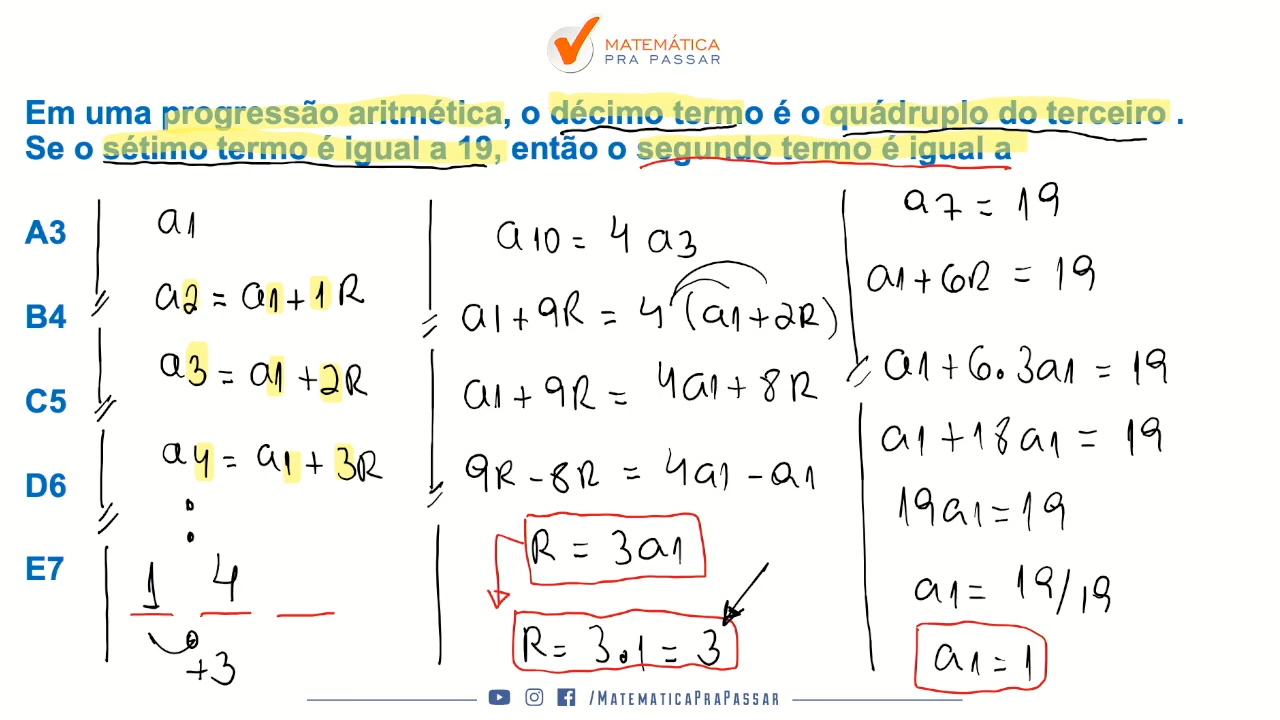 MATEMÁTICA
PRA PASSAR
Em uma progressão aritmética, o décimo termo é o quádruplo do terceiro .
Se o sétimo termo é igual a 19, então o segundo termo é igual a
A3
B4
C5
D6
E7
a1
a2 = a1 + 1R
a3 = a1 + 2R
a4 = a1 + 3R
:
1 4
+3
a10 = 4 a3
a1 + 9R = 4 (a1 + 2R)
a1 + 9R = 4a1 + 8R
9R - 8R = 4a1 - a1
R = 3a1
R = 3.1 = 3
a7 = 19
a1 + 6R = 19
a1 + 6.3a1 = 19
a1 + 18a1 = 19
19a1 = 19
a1 = 19/19
a1 = 1
/MATEMATICAPRAPASSAR